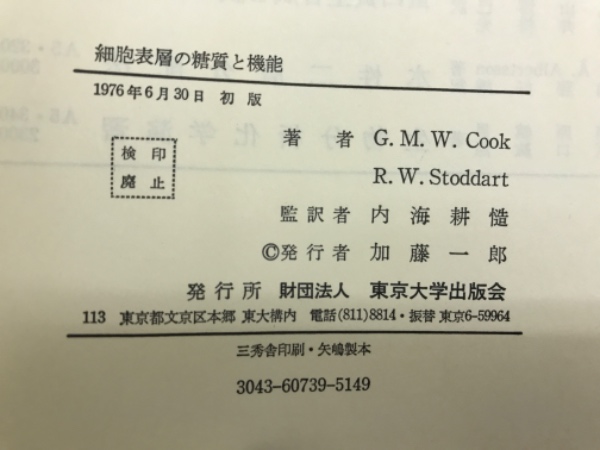 細胞表層の糖質と機能
1976年6月30日 初版
検印
廃止
著者 G. M. W. Cook
R. W. Stoddart
監訳者 内海耕慥
©発行者 加藤一郎
発行所 財団法人 東京大学出版会
113 東京都文京区本郷 東大構内 電話(811)8814・振替 東京6-59964
三秀舎印刷・矢嶋製本
3043-60739-5149